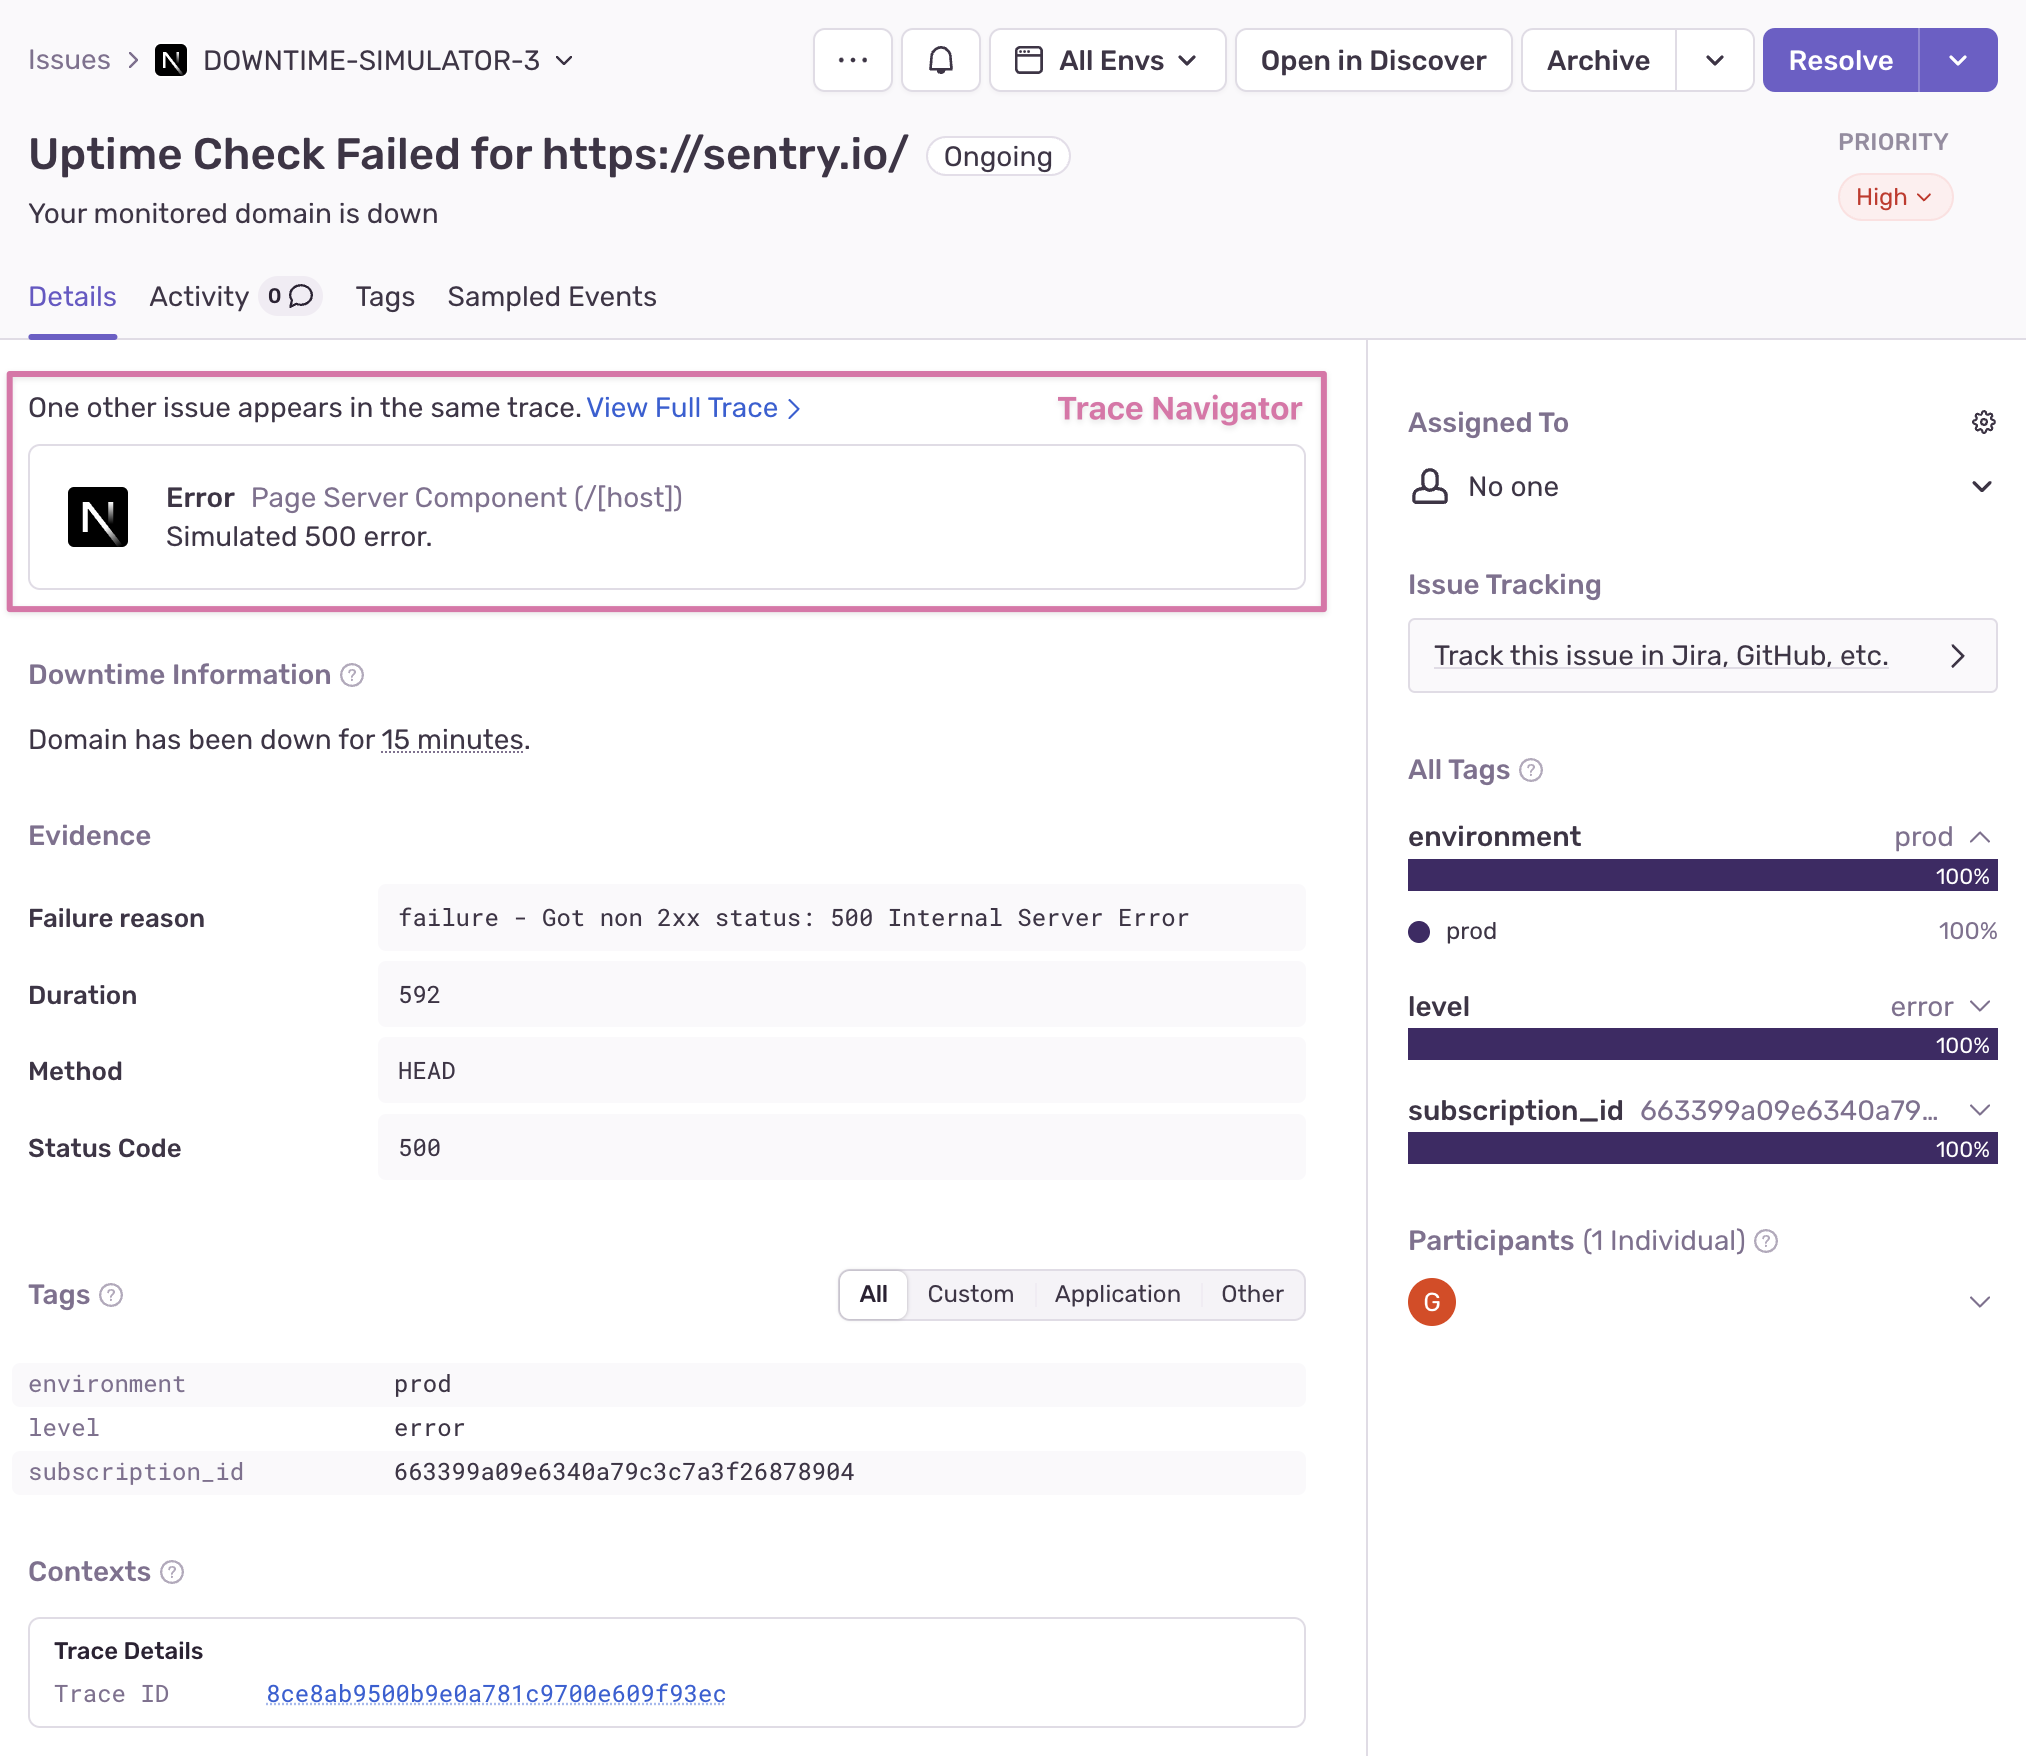 Issues > DOWNTIME-SIMULATOR-3
All Envs
Open in Discover
Archive
Resolve
Uptime Check Failed for https://sentry.io/ Ongoing
PRIORITY
High
Your monitored domain is down
Details Activity 0 Tags Sampled Events
One other issue appears in the same trace. View Full Trace >
Trace Navigator
N
Error Page Server Component (/[host])
Simulated 500 error.
Downtime Information ?
Domain has been down for 15 minutes.
Evidence
Failure reason failure - Got non 2xx status: 500 Internal Server Error
Duration 592
Method HEAD
Status Code 500
Tags ?
All Custom Application Other
environment prod
level error
subscription_id 663399a09e6340a79c3c7a3f26878904
Contexts ?
Trace Details
Trace ID 8ce8ab9500b9e0a781c9700e609f93ec
Assigned To
No one
Issue Tracking
Track this issue in Jira, GitHub, etc.
All Tags ?
environment prod
100%
prod 100%
level error
100%
subscription_id 663399a09e6340a79...
100%
Participants (1 Individual) ?
G